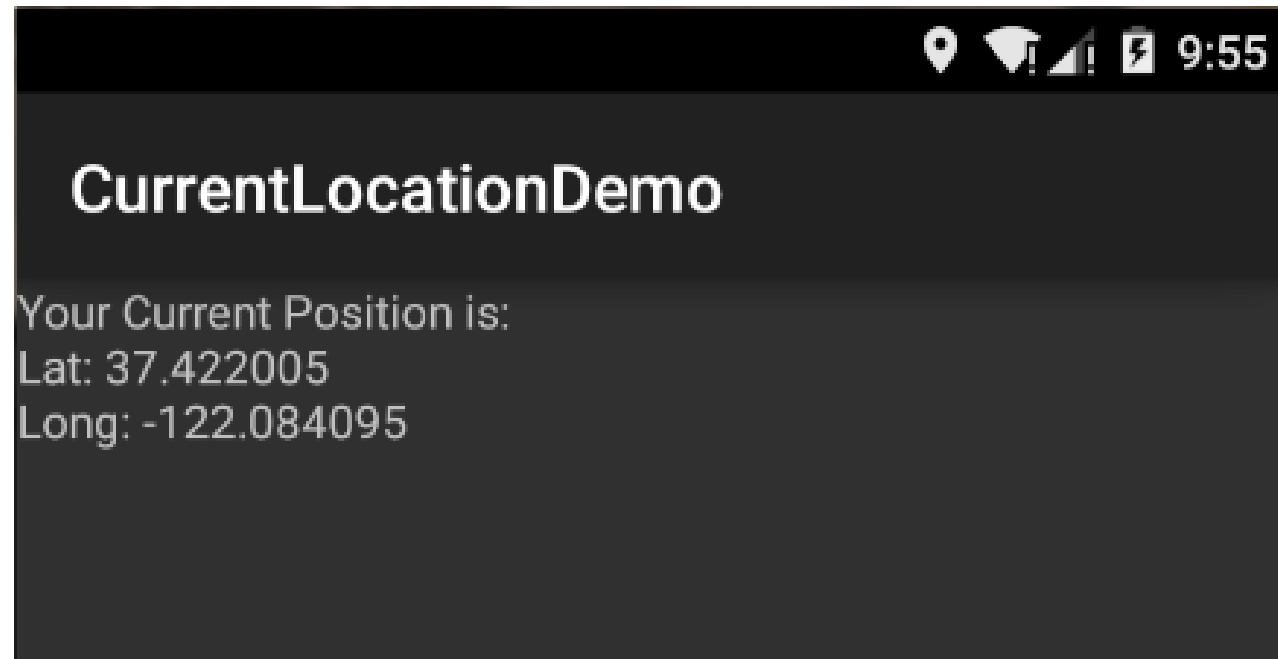 9:55
CurrentLocationDemo
Your Current Position is:
Lat: 37.422005
Long: -122.084095